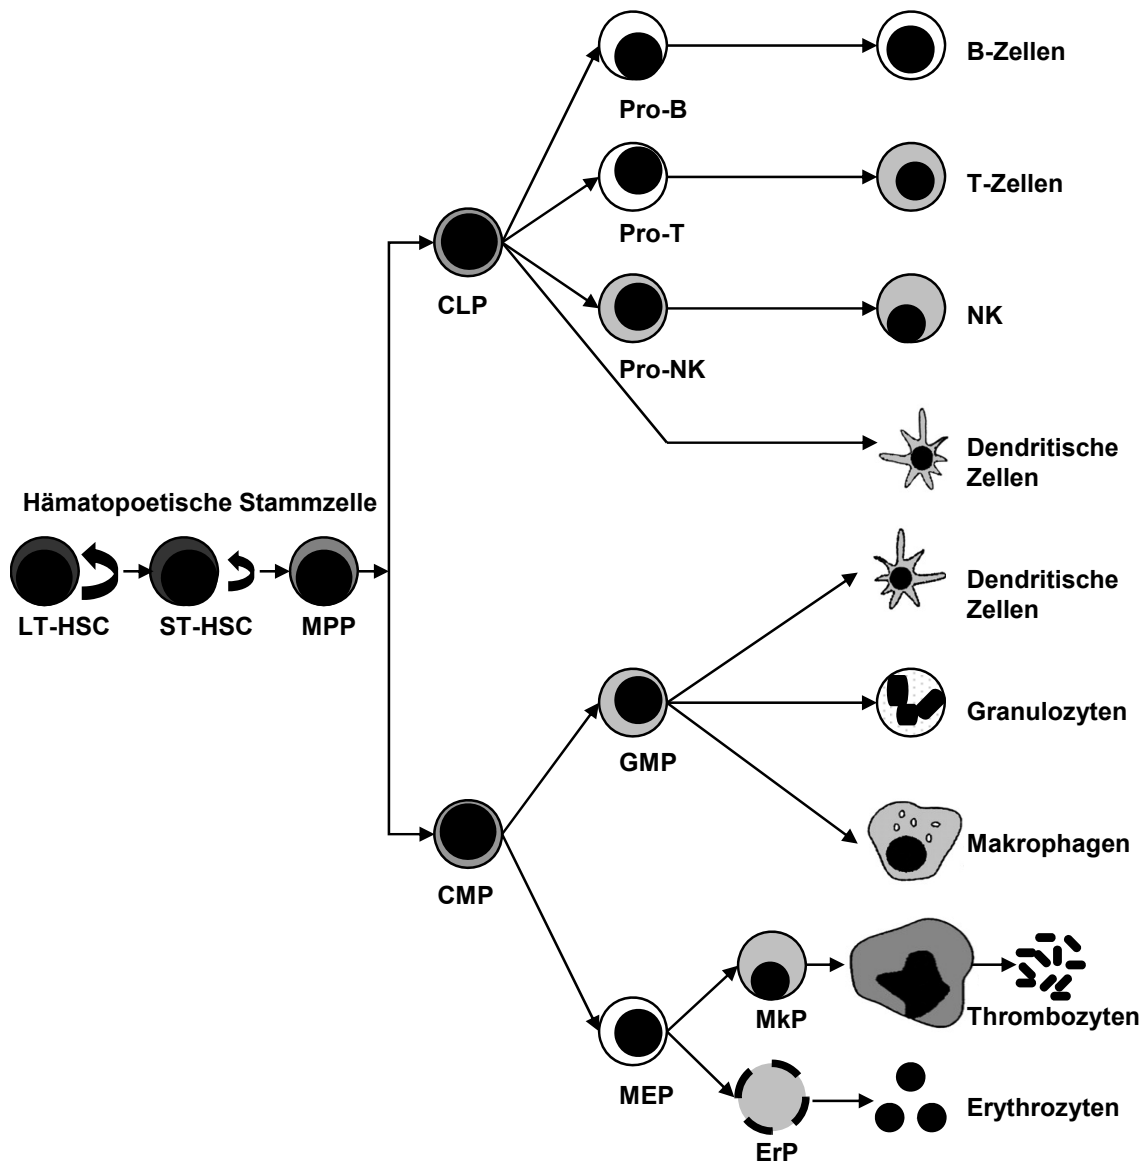 B-Zellen
Pro-B
T-Zellen
Pro-T
CLP
NK
Pro-NK
Dendritische
Zellen
Hämatopoetische Stammzelle
LT-HSC
ST-HSC
MPP
Dendritische
Zellen
Granulozyten
GMP
Makrophagen
CMP
MkP
Thrombozyten
MEP
Erythrozyten
ErP